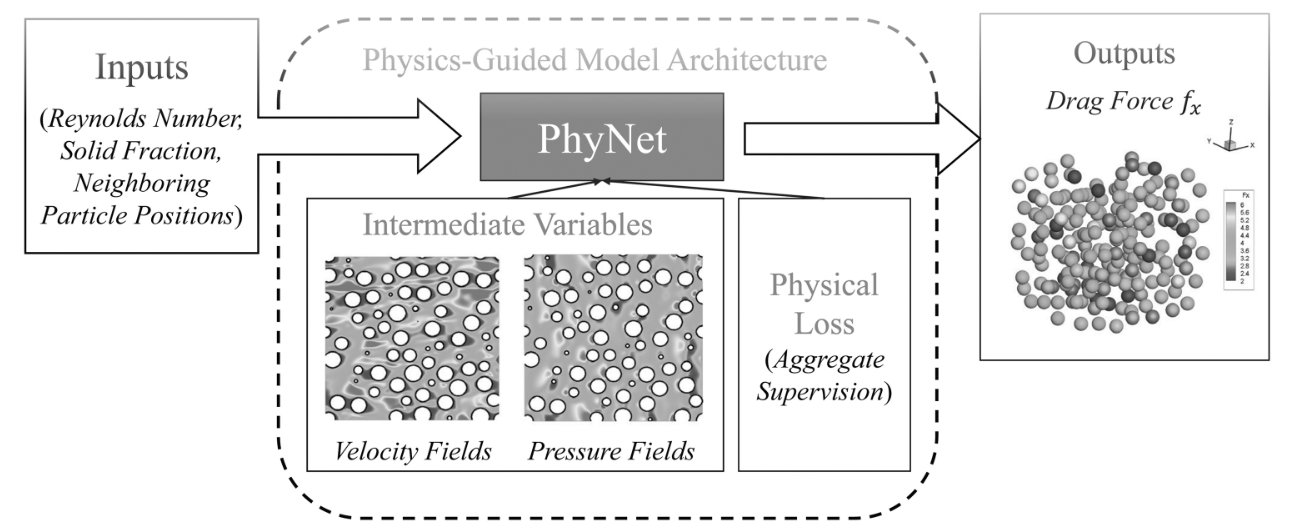 Inputs
(Reynolds Number,
Solid Fraction,
Neighboring
Particle Positions)
Physics-Guided Model Architecture
PhyNet
Intermediate Variables
Velocity Fields
Pressure Fields
Physical
Loss
(Aggregate
Supervision)
Outputs
Drag Force fₓ
Z
Y
X
Fx
6
5.6
5.2
4.8
4.4
4
3.6
3.2
2.8
2.4
2